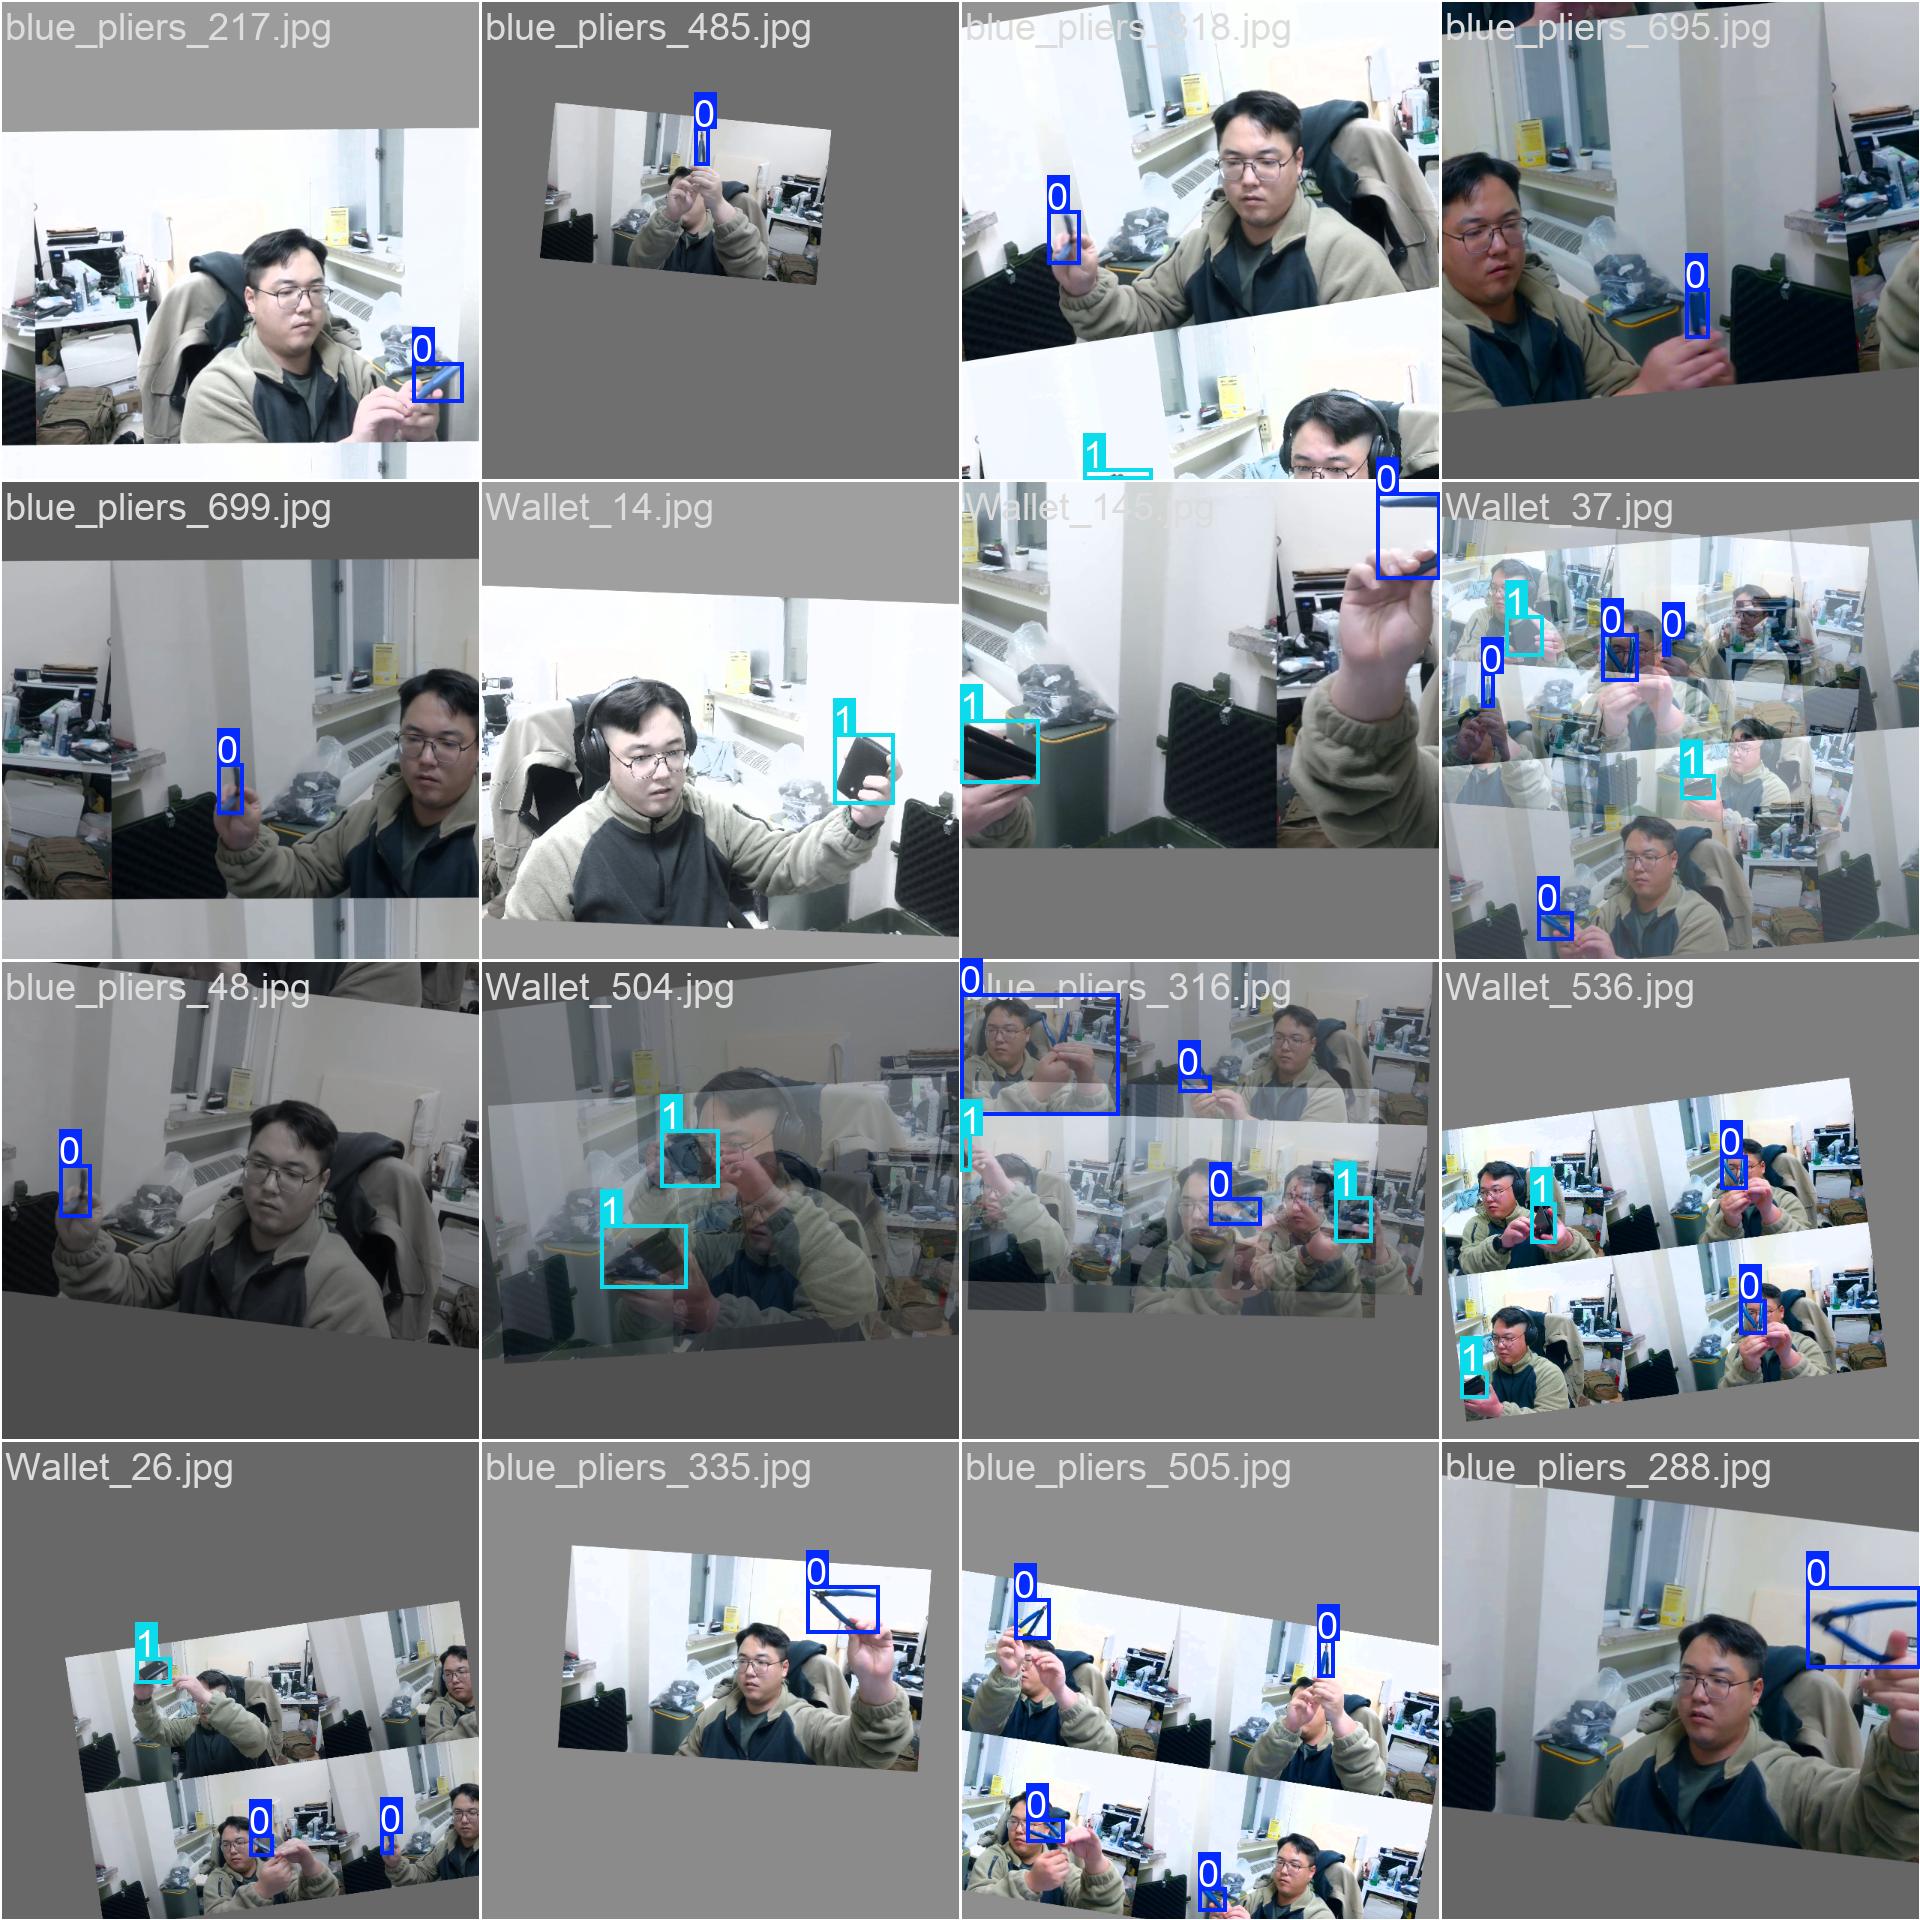 blue_pliers_217.jpg
blue_pliers_485.jpg
blue_pliers_318.jpg
blue_pliers_695.jpg
0
0
0
0
1
0
blue_pliers_699.jpg
Wallet_14.jpg
Wallet_145.jpg
Wallet_37.jpg
0
1
1
1
0
0
0
1
0
blue_pliers_48.jpg
Wallet_504.jpg
0
blue_pliers_316.jpg
Wallet_536.jpg
0
1
1
0
1
0
1
0
1
0
1
Wallet_26.jpg
blue_pliers_335.jpg
blue_pliers_505.jpg
blue_pliers_288.jpg
1
0
0
0
0
0
0
0
0